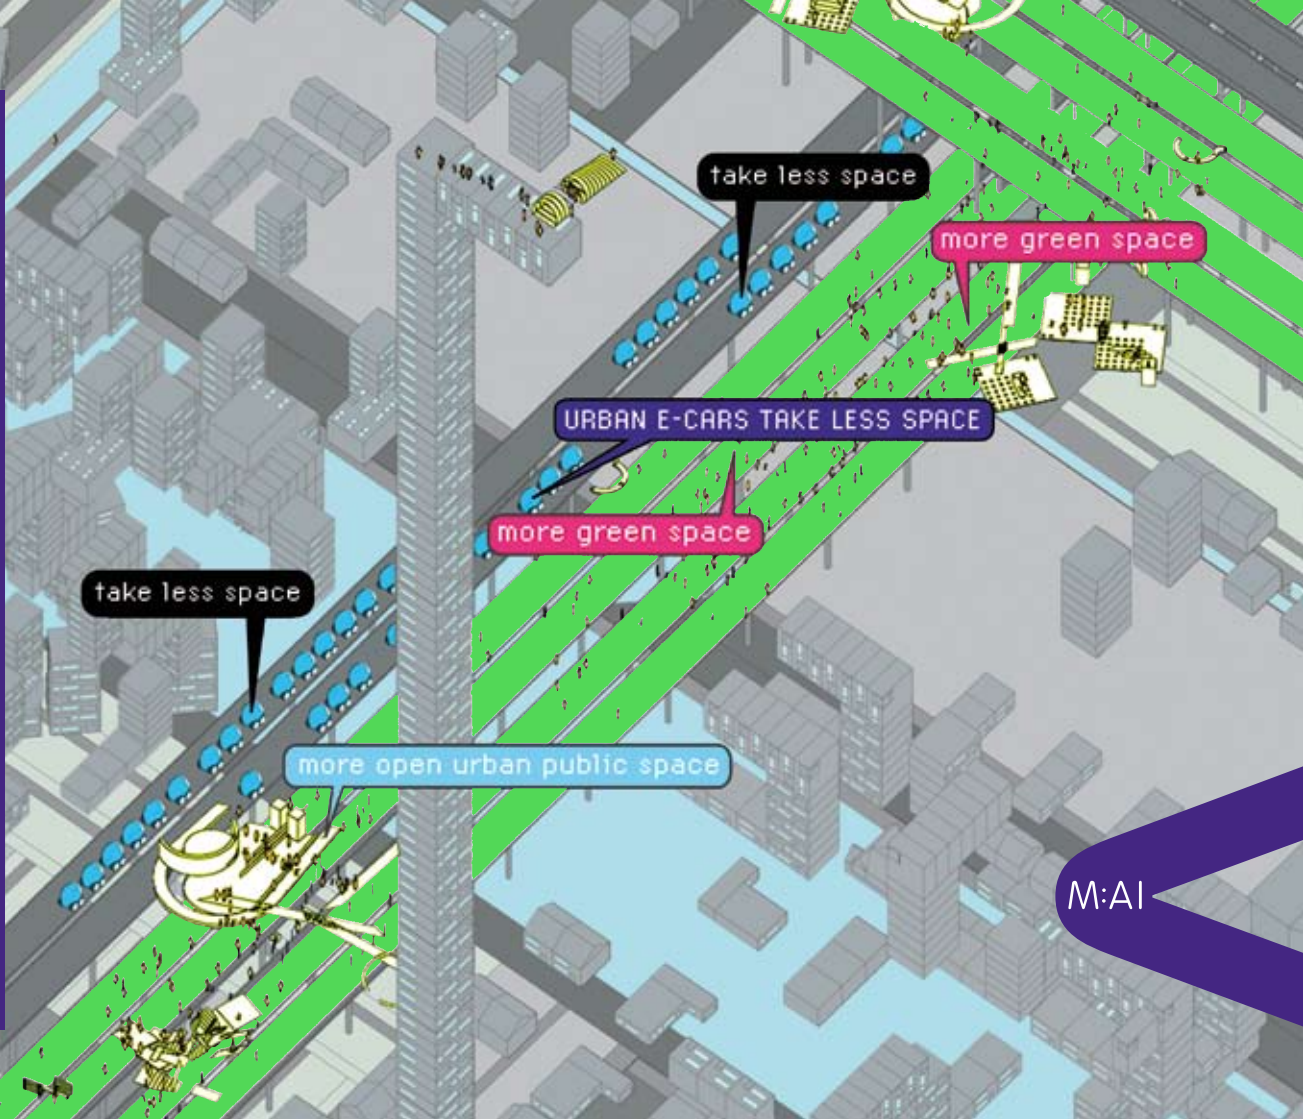 take less space
more green space
URBAN E-CARS TAKE LESS SPACE
more green space
take less space
more open urban public space
M:AI